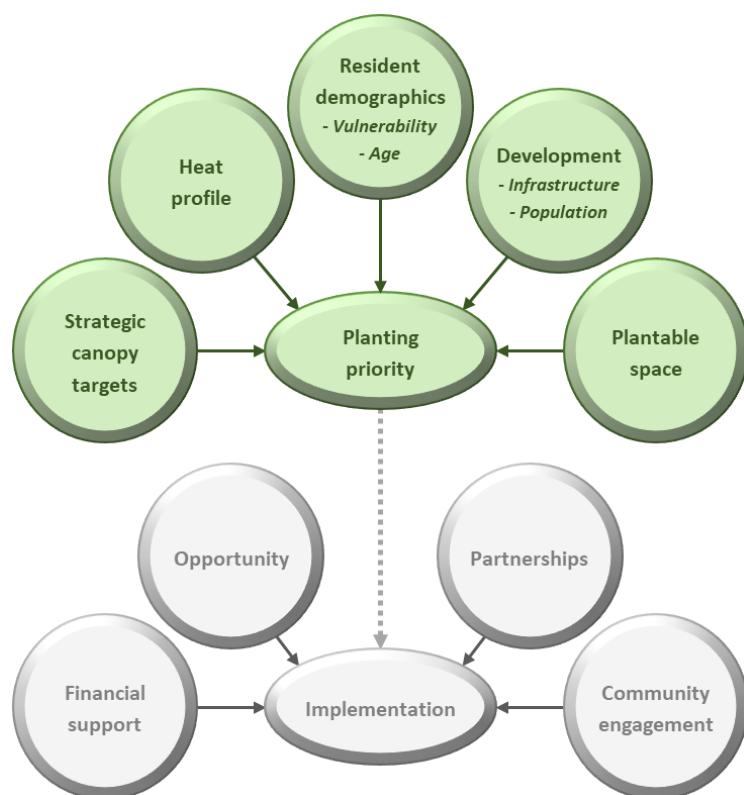 Resident
demographics
- Vulnerability
- Age
Heat
profile
Development
- Infrastructure
- Population
Strategic
canopy
targets
Planting
priority
Plantable
space
Opportunity
Partnerships
Financial
support
Implementation
Community
engagement